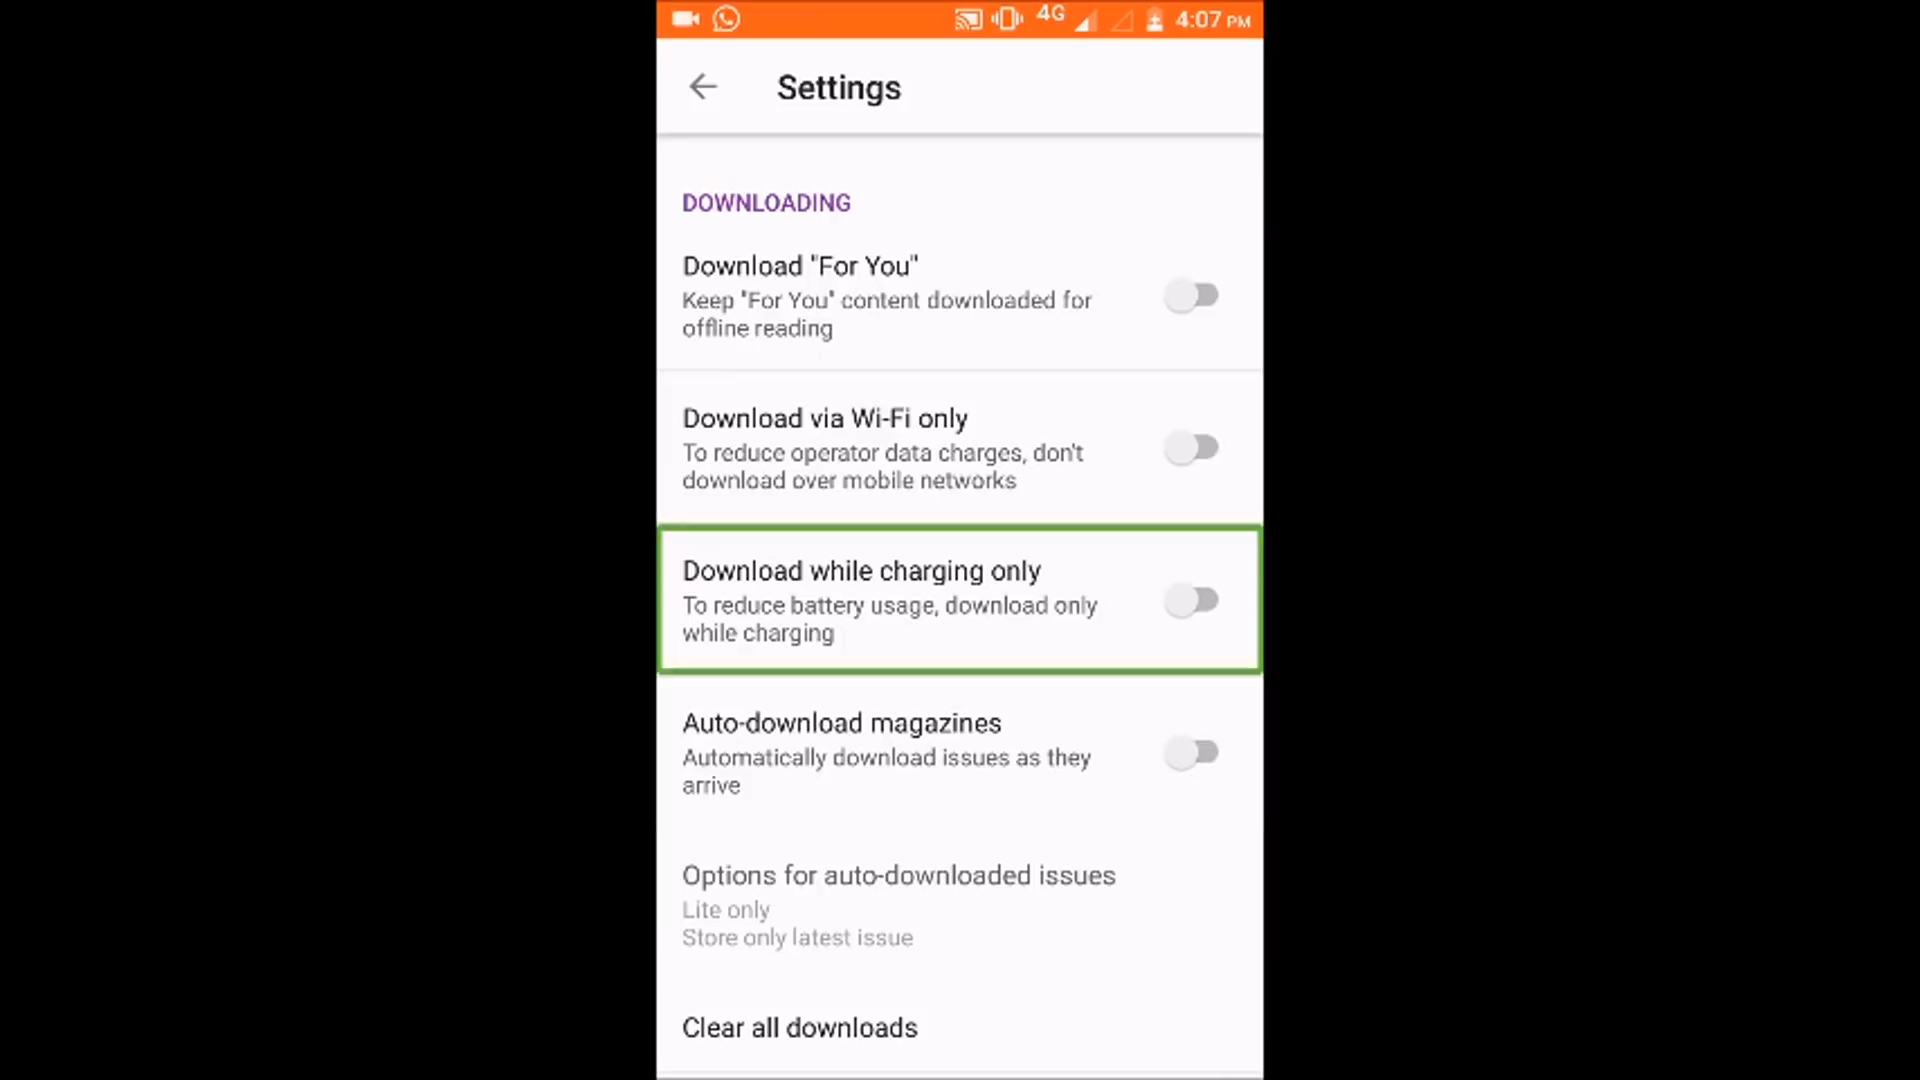 4G 4:07 PM
Settings
DOWNLOADING
Download "For You"
Keep "For You" content downloaded for
offline reading
Download via Wi-Fi only
To reduce operator data charges, don't
download over mobile networks
Download while charging only
To reduce battery usage, download only
while charging
Auto-download magazines
Automatically download issues as they
arrive
Options for auto-downloaded issues
Lite only
Store only latest issue
Clear all downloads